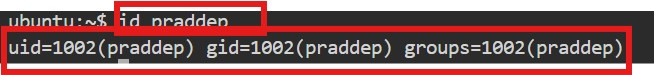 ubuntu:~$ id praddep
uid=1002(praddep) gid=1002(praddep) groups=1002(praddep)